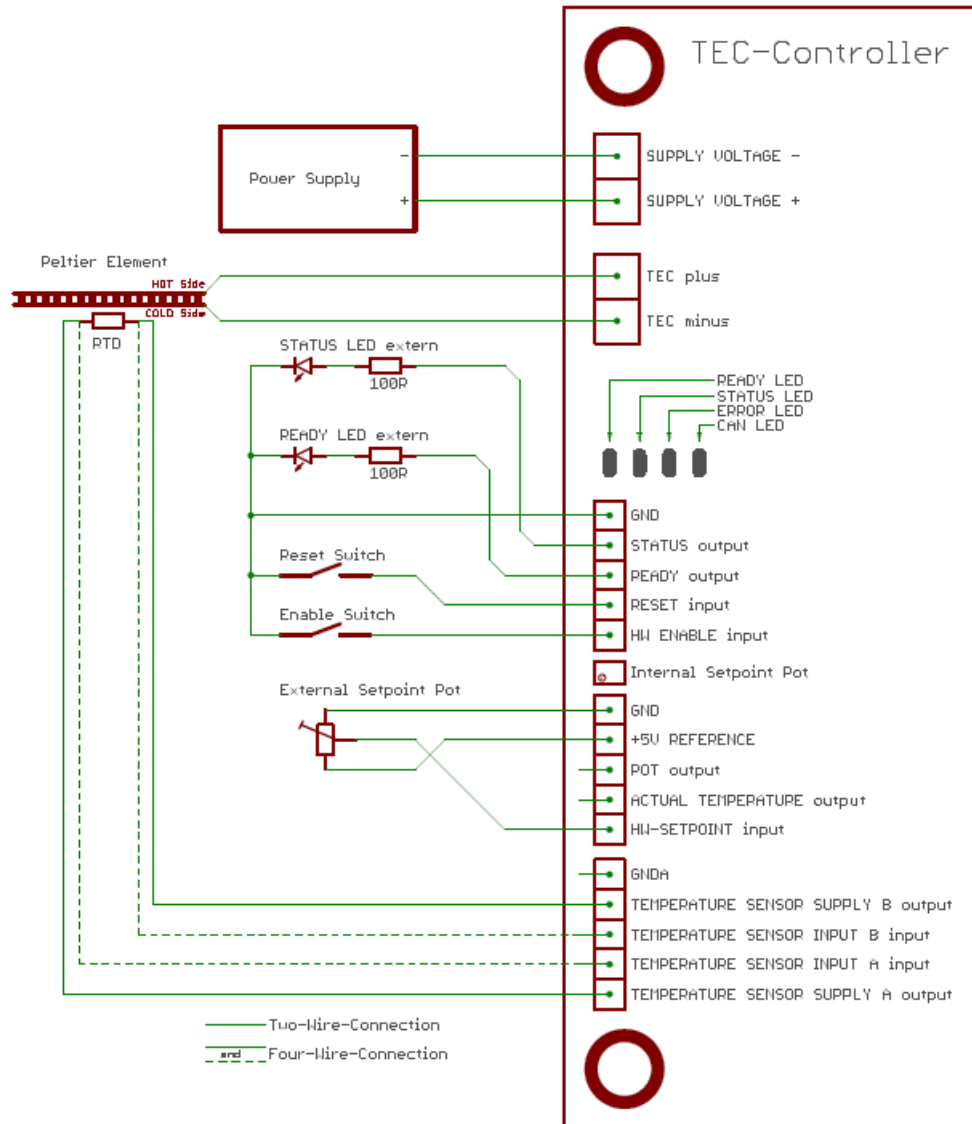 TEC-Controller
SUPPLY VOLTAGE -
SUPPLY VOLTAGE +
-
Power Supply
+
Peltier Element
HOT Side
COLD Side
RTD
TEC plus
TEC minus
STATUS LED extern
100R
READY LED extern
100R
READY LED
STATUS LED
ERROR LED
CAN LED
GND
STATUS output
READY output
RESET input
HW ENABLE input
Reset Switch
Enable Switch
Internal Setpoint Pot
External Setpoint Pot
GND
+5V REFERENCE
POT output
ACTUAL TEMPERATURE output
HW-SETPOINT input
GNDA
TEMPERATURE SENSOR SUPPLY B output
TEMPERATURE SENSOR INPUT B input
TEMPERATURE SENSOR INPUT A input
TEMPERATURE SENSOR SUPPLY A output
Two-Wire-Connection
and Four-Wire-Connection